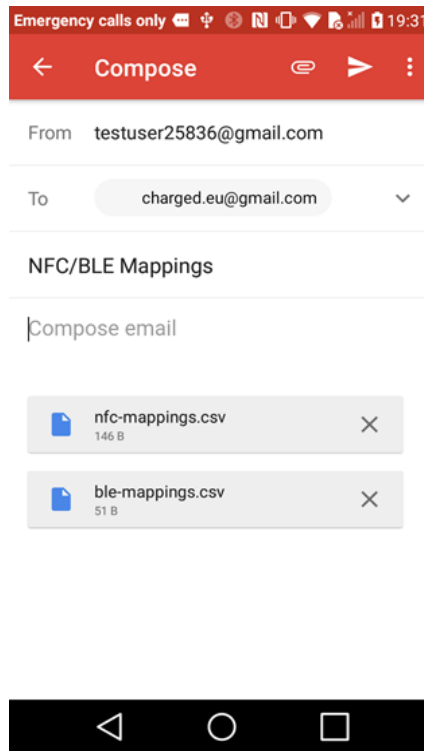 Emergency calls only 19:31
Compose
From testuser25836@gmail.com
To charged.eu@gmail.com
NFC/BLE Mappings
Compose email
nfc-mappings.csv
146 B
ble-mappings.csv
51 B